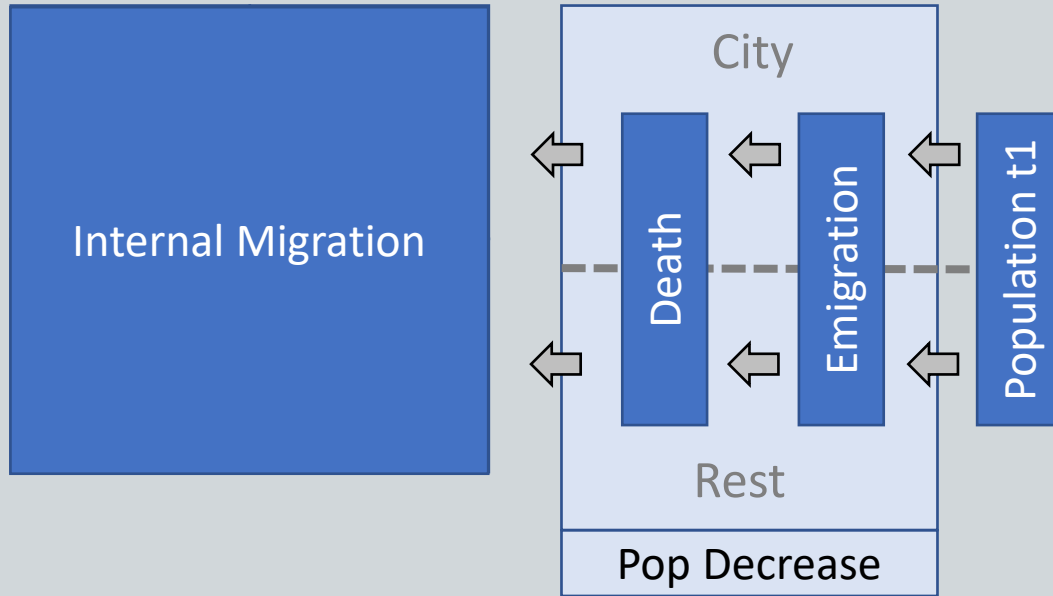 Internal Migration
City
Death
Emigration
Population t1
Rest
Pop Decrease